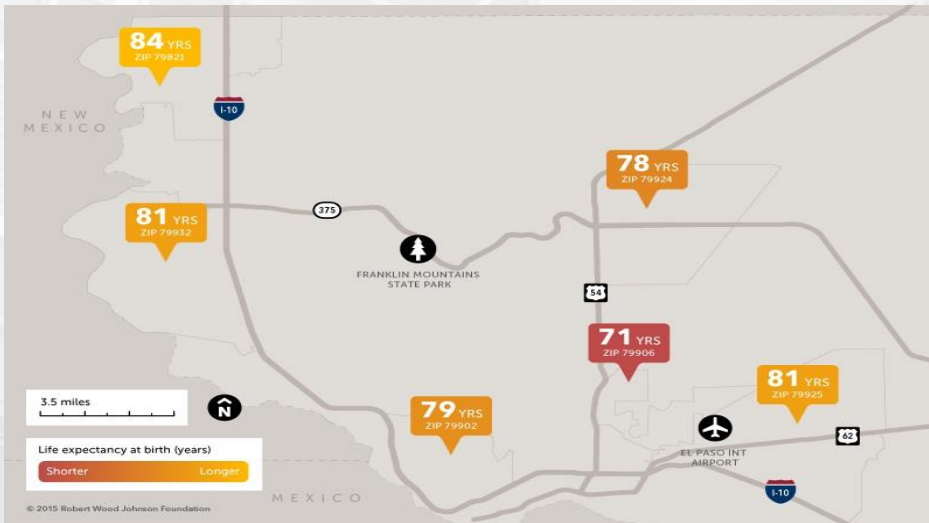 84 YRS
ZIP 79821
I-10
NEW
MEXICO
78 YRS
ZIP 79924
81 YRS
ZIP 79932
375
FRANKLIN MOUNTAINS
STATE PARK
54
71 YRS
ZIP 79906
81 YRS
ZIP 79925
3.5 miles
N
79 YRS
ZIP 79902
62
EL PASO INT
AIRPORT
Life expectancy at birth (years)
Shorter Longer
MEXICO
I-10
© 2015 Robert Wood Johnson Foundation